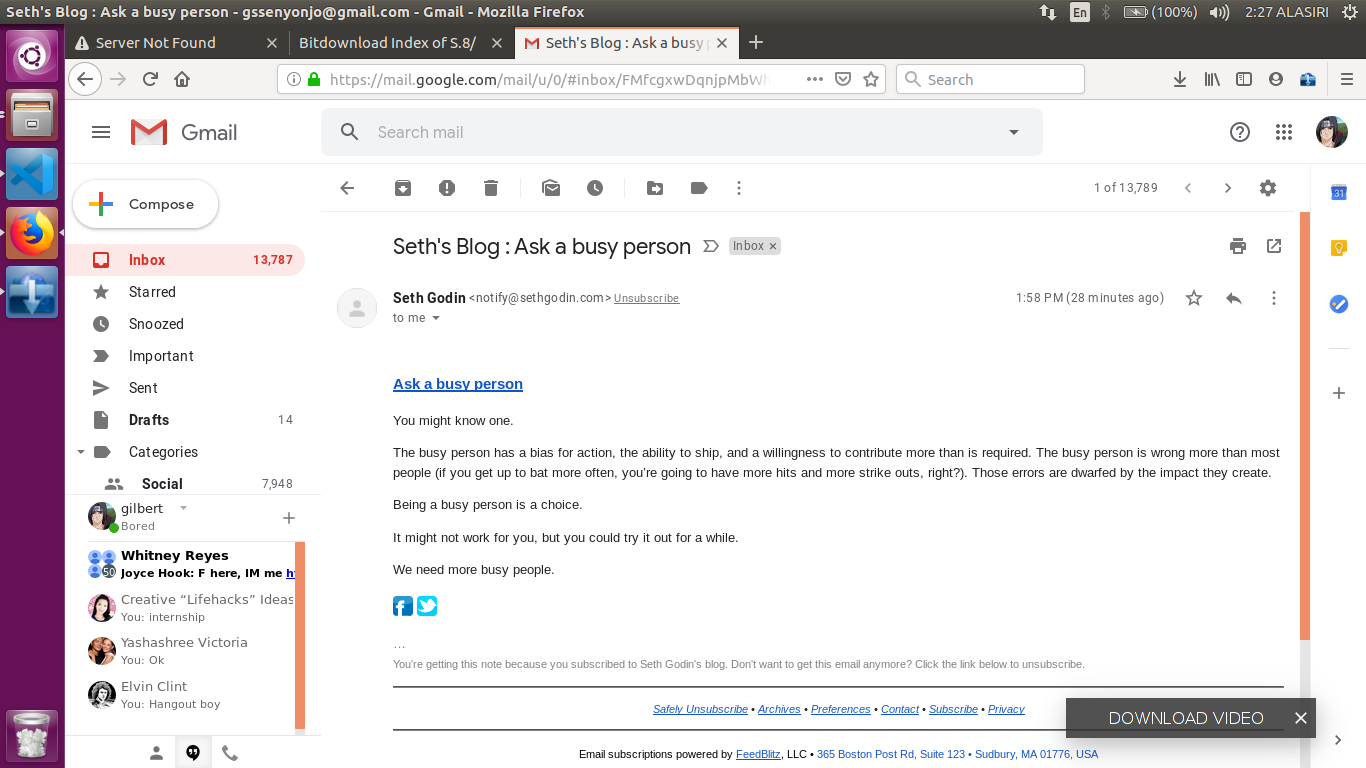 Seth's Blog : Ask a busy person - gssenyonjo@gmail.com - Gmail - Mozilla Firefox
En (100%) 2:27 ALASIRI
Server Not Found
Bitdownload Index of S.8/
Seth's Blog : Ask a busy p
https://mail.google.com/mail/u/0/#inbox/FMfcgxwDqnjpMbWh
Search
Gmail
Search mail
Compose
1 of 13,789
31
Inbox 13,787
Starred
Snoozed
Important
Sent
Drafts 14
Categories
Social 7,948
gilbert
Bored
Whitney Reyes
50
Joyce Hook: F here, IM me h
Creative “Lifehacks” Ideas
You: internship
Yashashree Victoria
You: Ok
Elvin Clint
You: Hangout boy
Seth's Blog : Ask a busy person
Inbox x
Seth Godin <notify@sethgodin.com> Unsubscribe
1:58 PM (28 minutes ago)
to me
Ask a busy person
You might know one.
The busy person has a bias for action, the ability to ship, and a willingness to contribute more than is required. The busy person is wrong more than most
people (if you get up to bat more often, you’re going to have more hits and more strike outs, right?). Those errors are dwarfed by the impact they create.
Being a busy person is a choice.
It might not work for you, but you could try it out for a while.
We need more busy people.
...
You're getting this note because you subscribed to Seth Godin's blog. Don't want to get this email anymore? Click the link below to unsubscribe.
Safely Unsubscribe • Archives • Preferences • Contact • Subscribe • Privacy
DOWNLOAD VIDEO
Email subscriptions powered by FeedBlitz, LLC • 365 Boston Post Rd, Suite 123 • Sudbury, MA 01776, USA